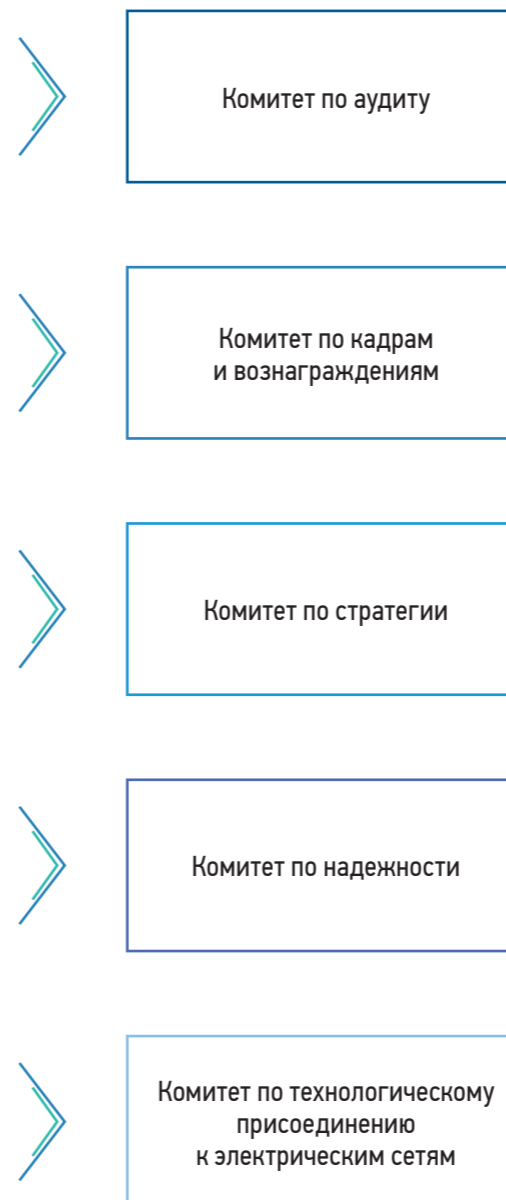 Комитет по аудиту
Комитет по кадрам
и вознаграждениям
Комитет по стратегии
Комитет по надежности
Комитет по технологическому
присоединению
к электрическим сетям